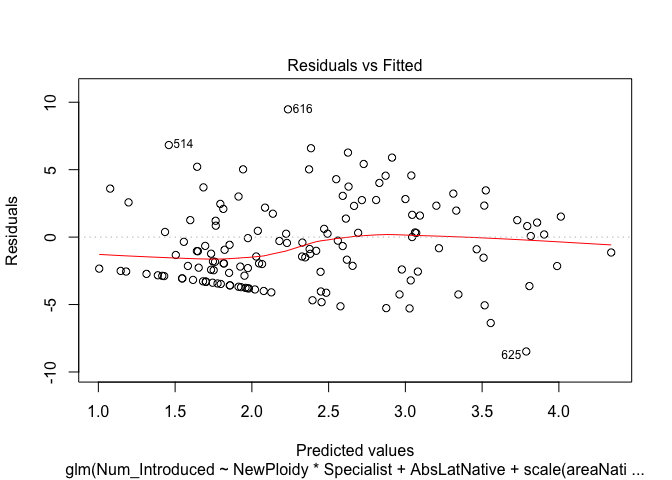 Residuals vs Fitted
10
5
0
-5
-10
Residuals
616
514
625
1.0 1.5 2.0 2.5 3.0 3.5 4.0
Predicted values
glm(Num_Introduced ~ NewPloidy * Specialist + AbsLatNative + scale(areaNati ...